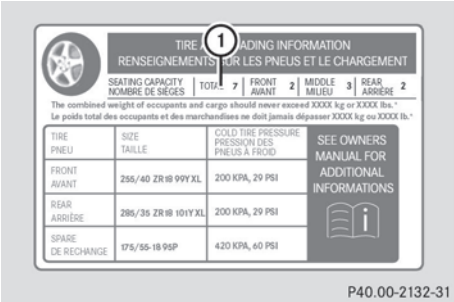 1
TIRE A ADING INFORMATION
RENSEIGNEMENTS SUR LES PNEUS ET LE CHARGEMENT
SEATING CAPACITY
NOMBRE DE SIÈGES
TOTAL 7
FRONT
AVANT 2
MIDDLE
MILIEU 3
REAR
ARRIÈRE 2
The combined weight of occupants and cargo should never exceed XXXX kg or XXXX lbs.*
Le poids total des occupants et des marchandises ne doit jamais dépasser XXXX kg ou XXXX lb.*
TIRE
PNEU
SIZE
TAILLE
COLD TIRE PRESSURE
PRESSION DES
PNEUS À FROID
SEE OWNERS
MANUAL FOR
ADDITIONAL
INFORMATIONS
i
FRONT
AVANT
255/40 ZR18 99Y XL
200 KPA, 29 PSI
REAR
ARRIÈRE
285/35 ZR18 101Y XL
200 KPA, 29 PSI
SPARE
DE RECHANGE
175/55-18 95P
420 KPA, 60 PSI
P40.00-2132-31